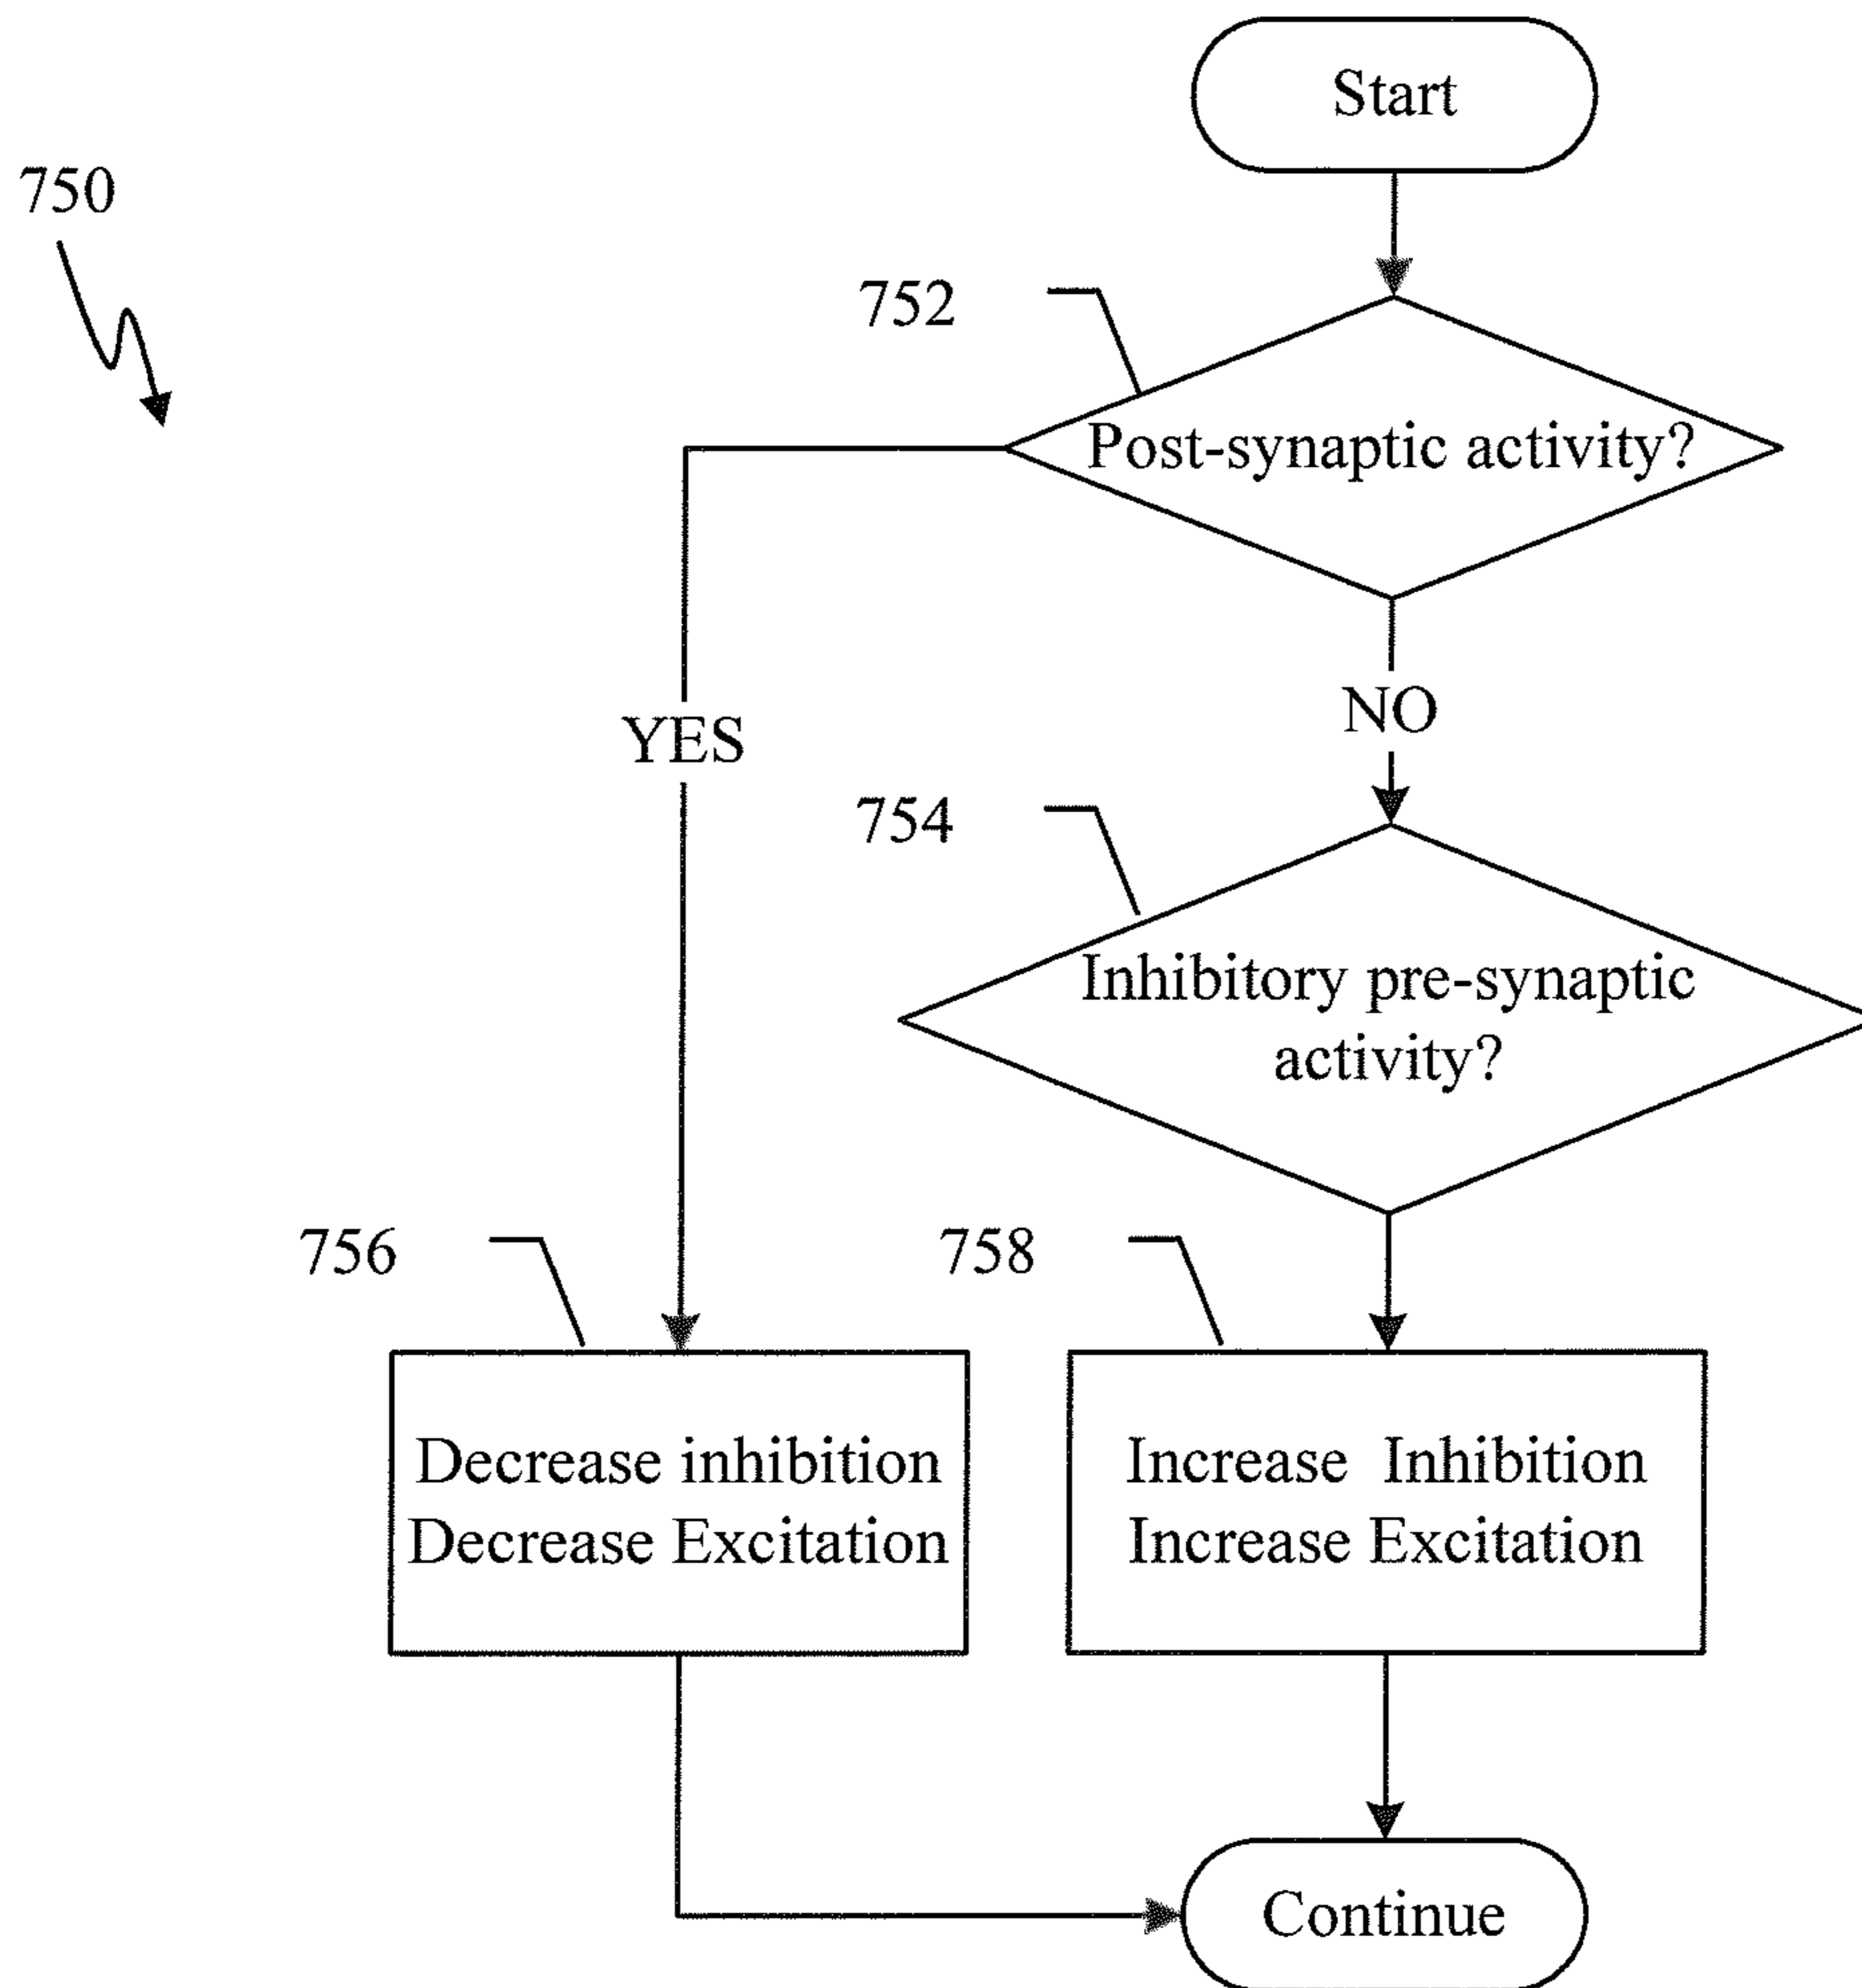 Start
750
752
Post-synaptic activity?
NO
YES
754
Inhibitory pre-synaptic
activity?
756
758
Decrease inhibition
Decrease Excitation
Increase Inhibition
Increase Excitation
Continue